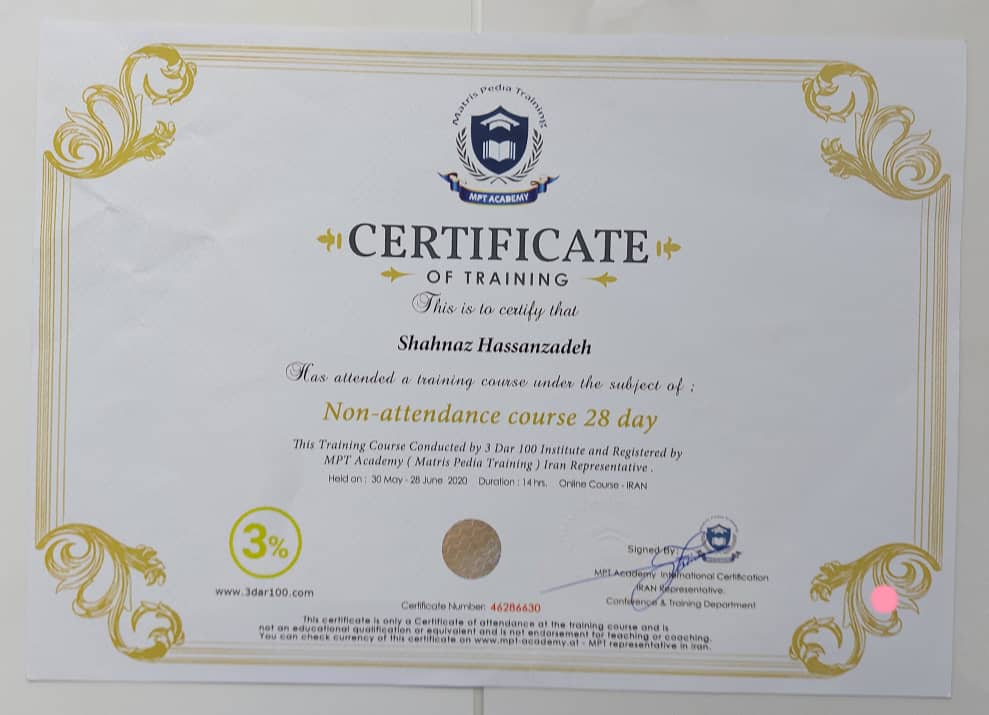 Matris Pedia Training
MPT ACADEMY
CERTIFICATE
OF TRAINING
This is to certify that
Shahnaz Hassanzadeh
Has attended a training course under the subject of :
Non-attendance course 28 day
This Training Course Conducted by 3 Dar 100 Institute and Registered by
MPT Academy ( Matris Pedia Training ) Iran Representative .
Held on : 30 May - 28 June 2020 Duration : 14 hrs. Online Course - IRAN
3%
www.3dar100.com
Signed By:
MPT Academy International Certification
IRAN Representative.
Conference & Training Department
Certificate Number: 46286630
This certificate is only a Certificate of attendance at the training course and is
not an educational qualification or equivalent and is not endorsement for teaching or coaching.
You can check currency of this certificate on www.mpt-academy.at - MPT representative in Iran.